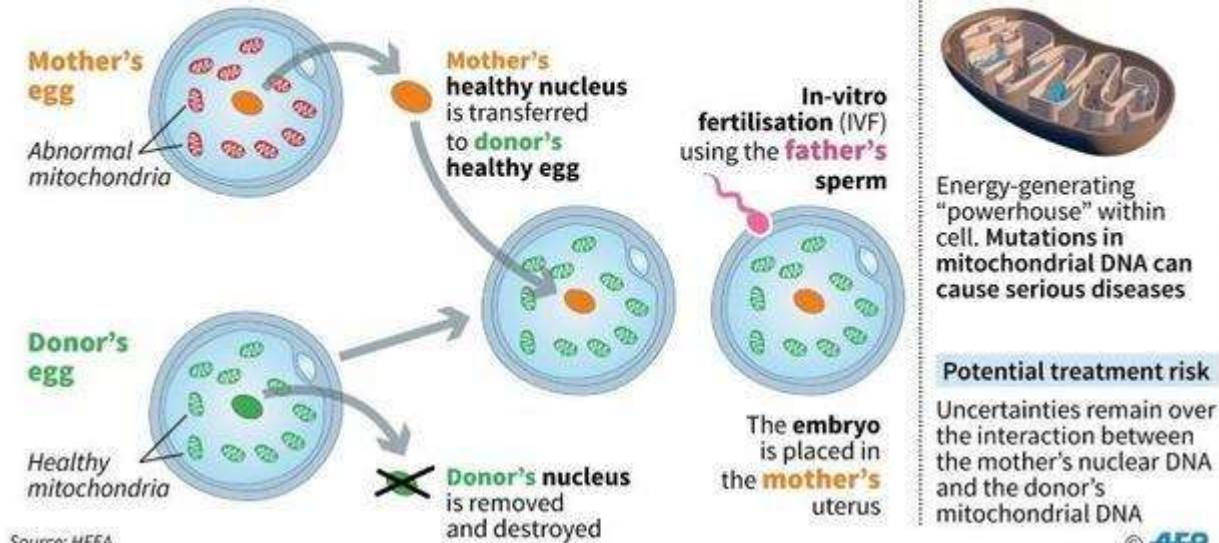 Mother's
egg
Abnormal
mitochondria
Mother's
healthy nucleus
is transferred
to donor's
healthy egg
In-vitro
fertilisation (IVF)
using the father's
sperm
Donor's
egg
Healthy
mitochondria
Donor's nucleus
is removed
and destroyed
The embryo
is placed in
the mother's
uterus
Energy-generating
“powerhouse” within
cell. Mutations in
mitochondrial DNA can
cause serious diseases
Potential treatment risk
Uncertainties remain over
the interaction between
the mother's nuclear DNA
and the donor's
mitochondrial DNA
Source: HFEA
© AFP